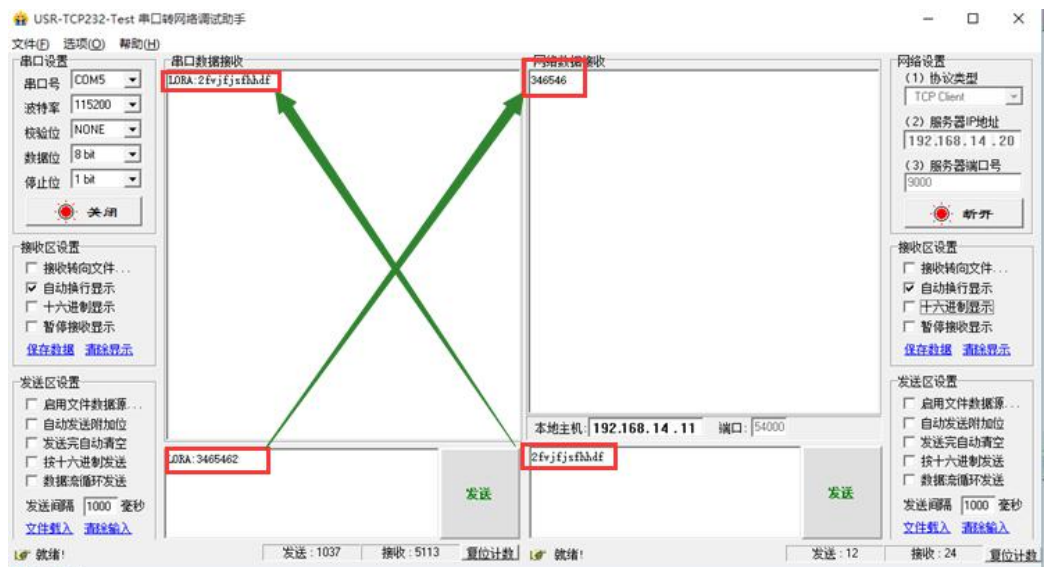 USR-TCP232-Test 串口转网络调试助手
文件(F) 选项(O) 帮助(H)
串口设置
串口号 COM5
波特率 115200
校验位 NONE
数据位 8 bit
停止位 1 bit
关闭
接收区设置
接收转向文件...
自动换行显示
十六进制显示
暂停接收显示
保存数据 清除显示
发送区设置
启用文件数据源...
自动发送附加位
发送完自动清空
按十六进制发送
数据流循环发送
发送间隔 1000 毫秒
文件载入 清除输入
就绪!
串口数据接收
LORA:2fvjfjsfhhdf
LORA:3465462
发送
发送 : 1037 接收 : 5113 复位计数
网络数据接收
346546
本地主机: 192.168.14.11 端口: 54000
2fvjfjsfhhdf
发送
就绪!
发送 : 12 接收 : 24 复位计数
网络设置
(1) 协议类型
TCP Client
(2) 服务器IP地址
192.168.14.20
(3) 服务器端口号
9000
断开
接收区设置
接收转向文件...
自动换行显示
十六进制显示
暂停接收显示
保存数据 清除显示
发送区设置
启用文件数据源...
自动发送附加位
发送完自动清空
按十六进制发送
数据流循环发送
发送间隔 1000 毫秒
文件载入 清除输入